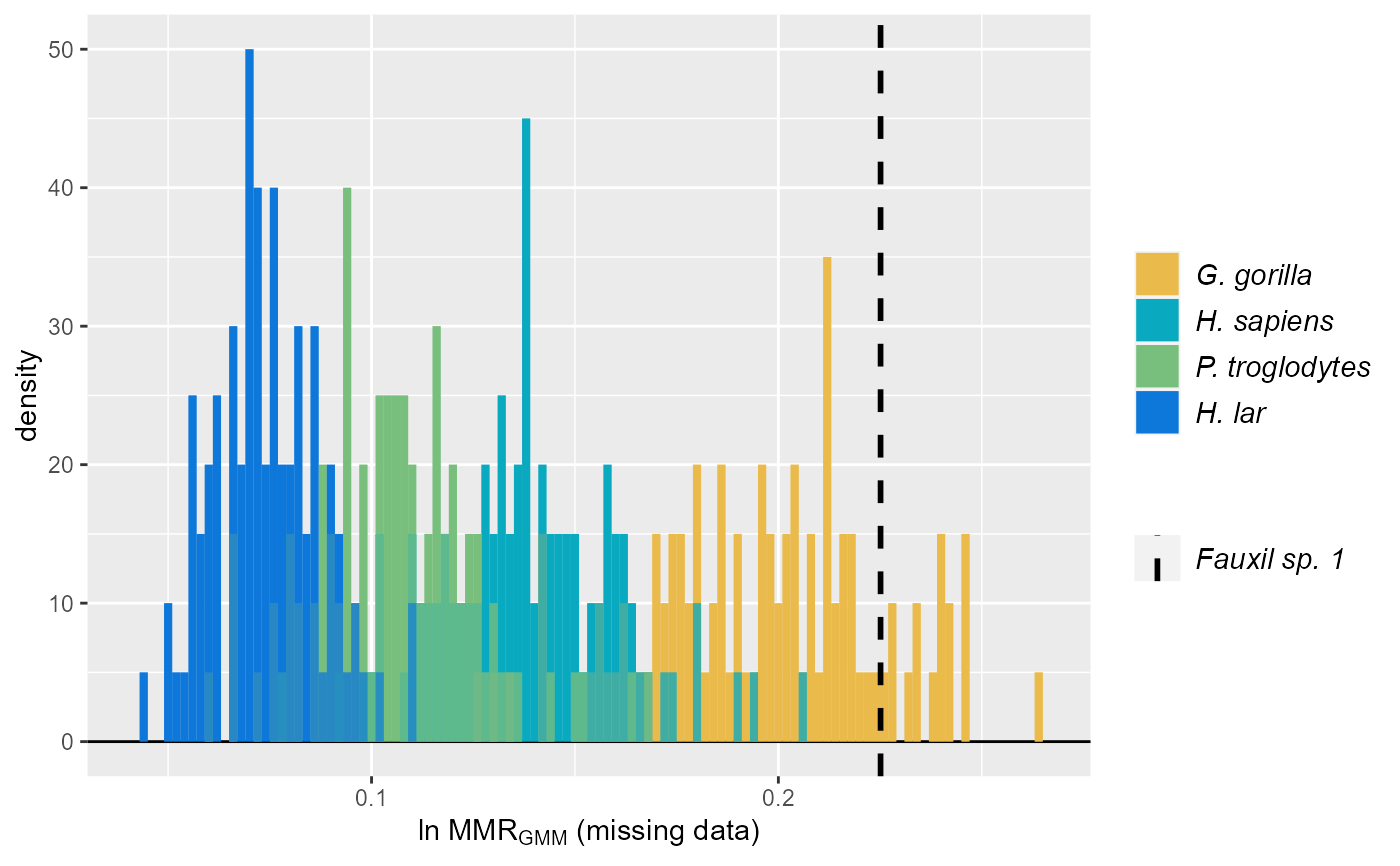 50
40
30
20
10
0
density
0.1
0.2
ln MMR_GMM (missing data)
G. gorilla
H. sapiens
P. troglodytes
H. lar
Fauxil sp. 1